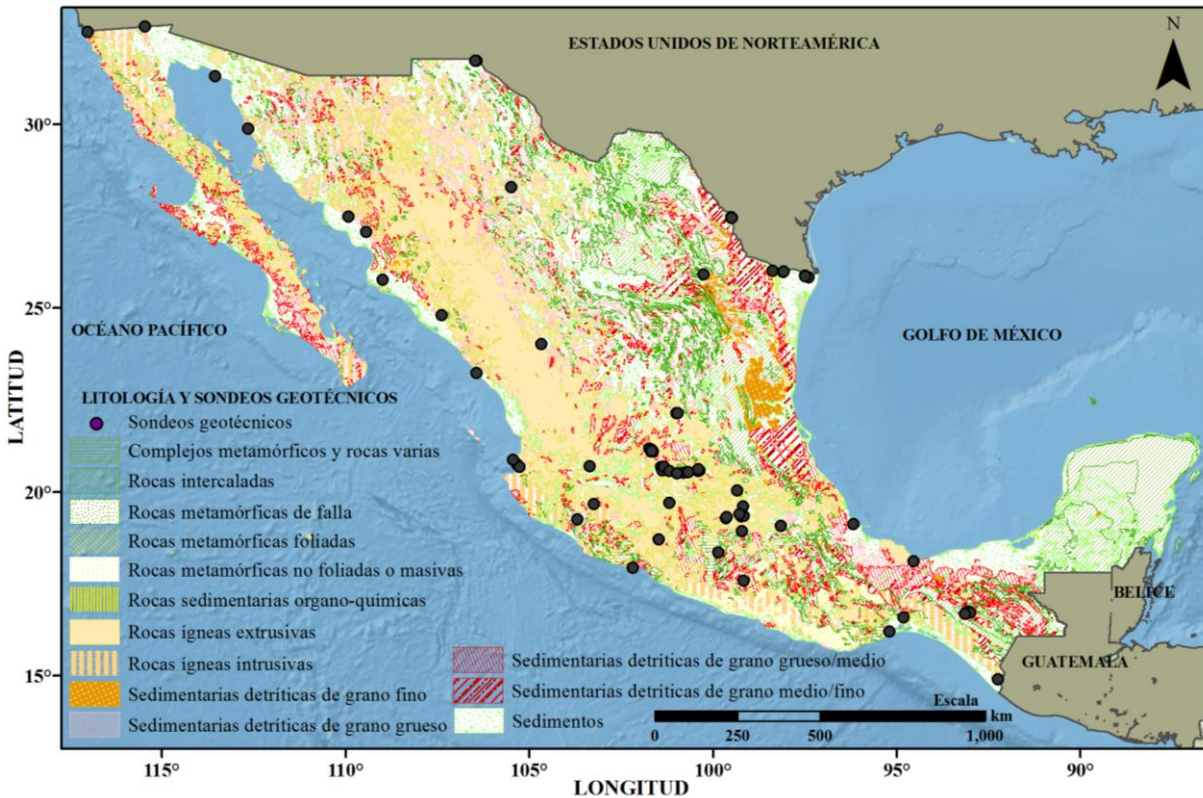 ESTADOS UNIDOS DE NORTEAMÉRICA
N
30°
25°
20°
15°
LATITUD
OCÉANO PACÍFICO
GOLFO DE MÉXICO
BELICE
GUATEMALA
LITOLOGÍA Y SONDEOS GEOTÉCNICOS
Sondeos geotécnicos
Complejos metamórficos y rocas varias
Rocas intercaladas
Rocas metamórficas de falla
Rocas metamórficas foliadas
Rocas metamórficas no foliadas o masivas
Rocas sedimentarias organo-químicas
Rocas ígneas extrusivas
Rocas ígneas intrusivas
Sedimentarias detríticas de grano fino
Sedimentarias detríticas de grano grueso
Sedimentarias detríticas de grano grueso/medio
Sedimentarias detríticas de grano medio/fino
Sedimentos
Escala
km
0 250 500 1,000
115° 110° 105° 100° 95° 90°
LONGITUD